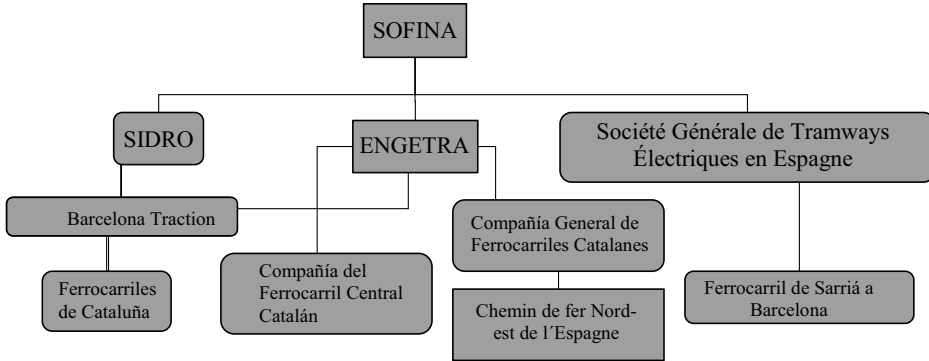 SOFINA
SIDRO
ENGETRA
Société Générale de Tramways
Électriques en Espagne
Barcelona Traction
Compañía General de
Ferrocarriles Catalanes
Ferrocarriles
de Cataluña
Compañía del
Ferrocarril Central
Catalán
Chemin de fer Nord-
est de l´Espagne
Ferrocarril de Sarriá a
Barcelona